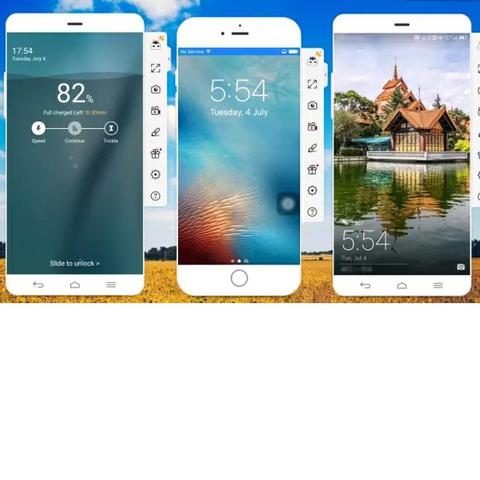 17:54
Tuesday, July 4
82%
Full charged Left 1h 30min
Speed
Continue
Trickle
Slide to unlock >
No Service
5:54
Tuesday, 4 July
5:54
Tue, Jul 4